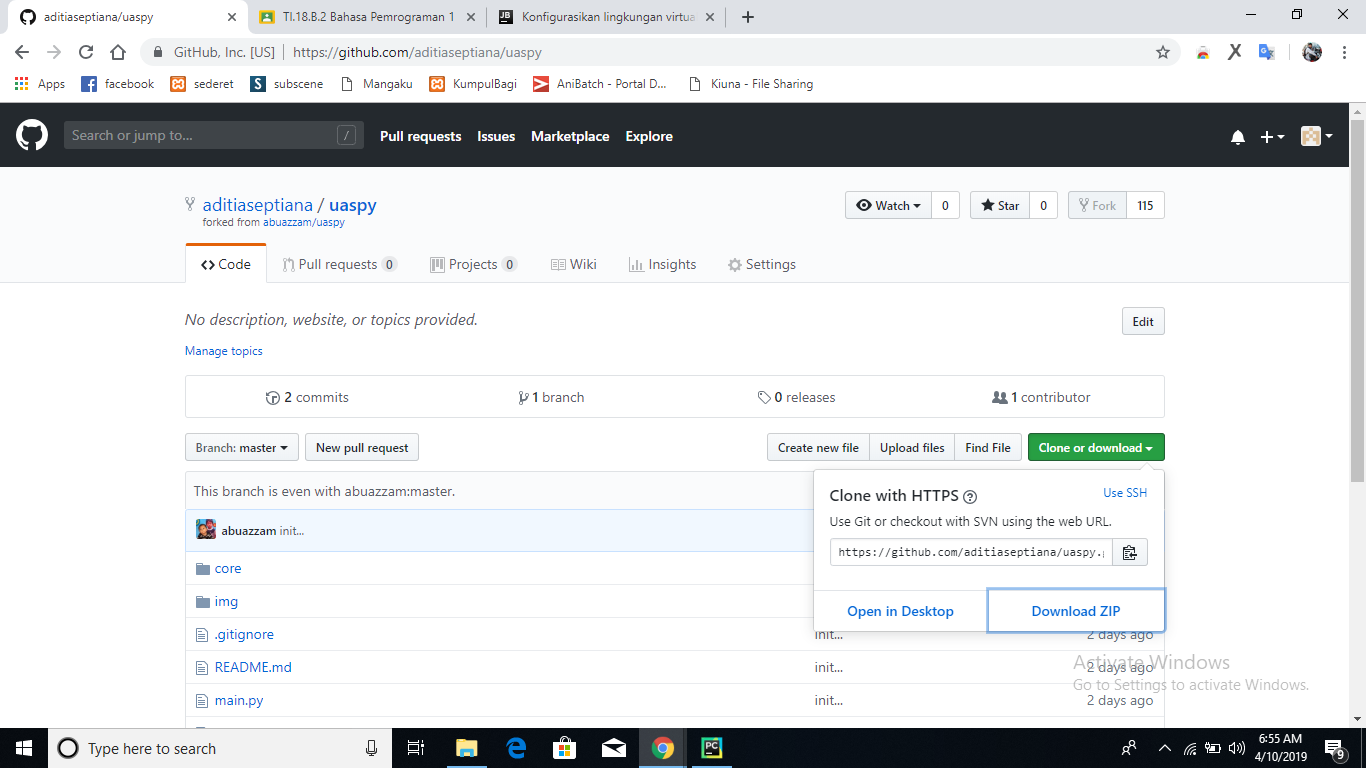 aditiaseptiana/uaspy
TI.18.B.2 Bahasa Pemrograman 1
Konfigurasikan lingkungan virtua
GitHub, Inc. [US]
https://github.com/aditiaseptiana/uaspy
Apps
facebook
sederet
subscene
Mangaku
KumpulBagi
AniBatch - Portal D...
Kiuna - File Sharing
Search or jump to...
/
Pull requests
Issues
Marketplace
Explore
aditiaseptiana / uaspy
forked from abuazzam/uaspy
Watch
0
Star
0
Fork
115
Code
Pull requests 0
Projects 0
Wiki
Insights
Settings
No description, website, or topics provided.
Edit
Manage topics
2 commits
1 branch
0 releases
1 contributor
Branch: master
New pull request
Create new file
Upload files
Find File
Clone or download
This branch is even with abuazzam:master.
Clone with HTTPS
Use SSH
Use Git or checkout with SVN using the web URL.
https://github.com/aditiaseptiana/uaspy.g
Open in Desktop
Download ZIP
abuazzam init...
core
img
.gitignore
init...
2 days ago
README.md
init...
2 days ago
main.py
init...
2 days ago
Activate Windows
Go to Settings to activate Windows.
Type here to search
6:55 AM
4/10/2019
9
JB
PC
S